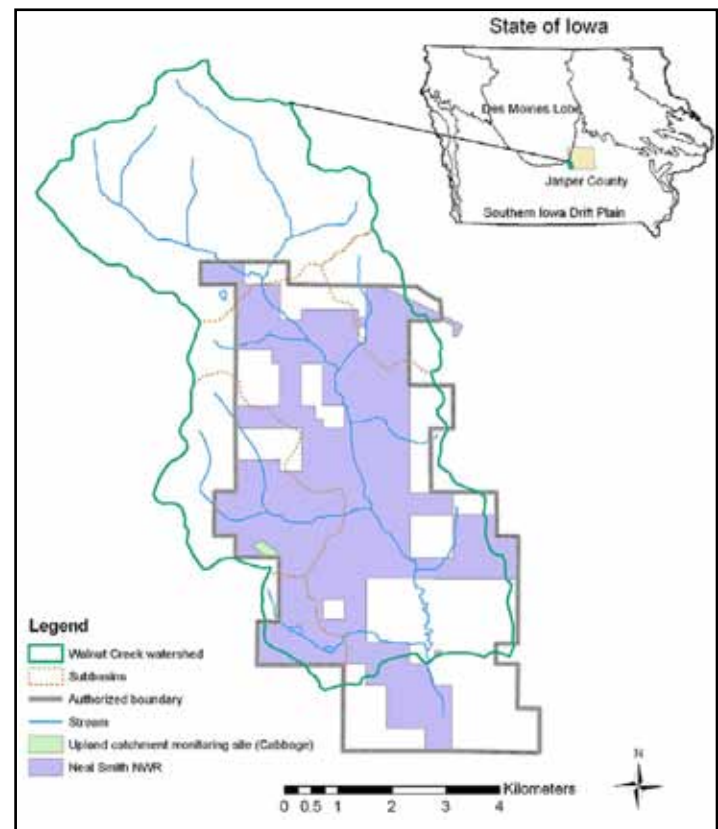 State of Iowa
Des Moines Lobe
Jasper County
Southern Iowa Drift Plain
Legend
Walnut Creek watershed
Subbasins
Authorized boundary
Stream
Upland catchment monitoring site (Cabbage)
Neal Smith NWR
N
Kilometers
0 0.5 1 2 3 4